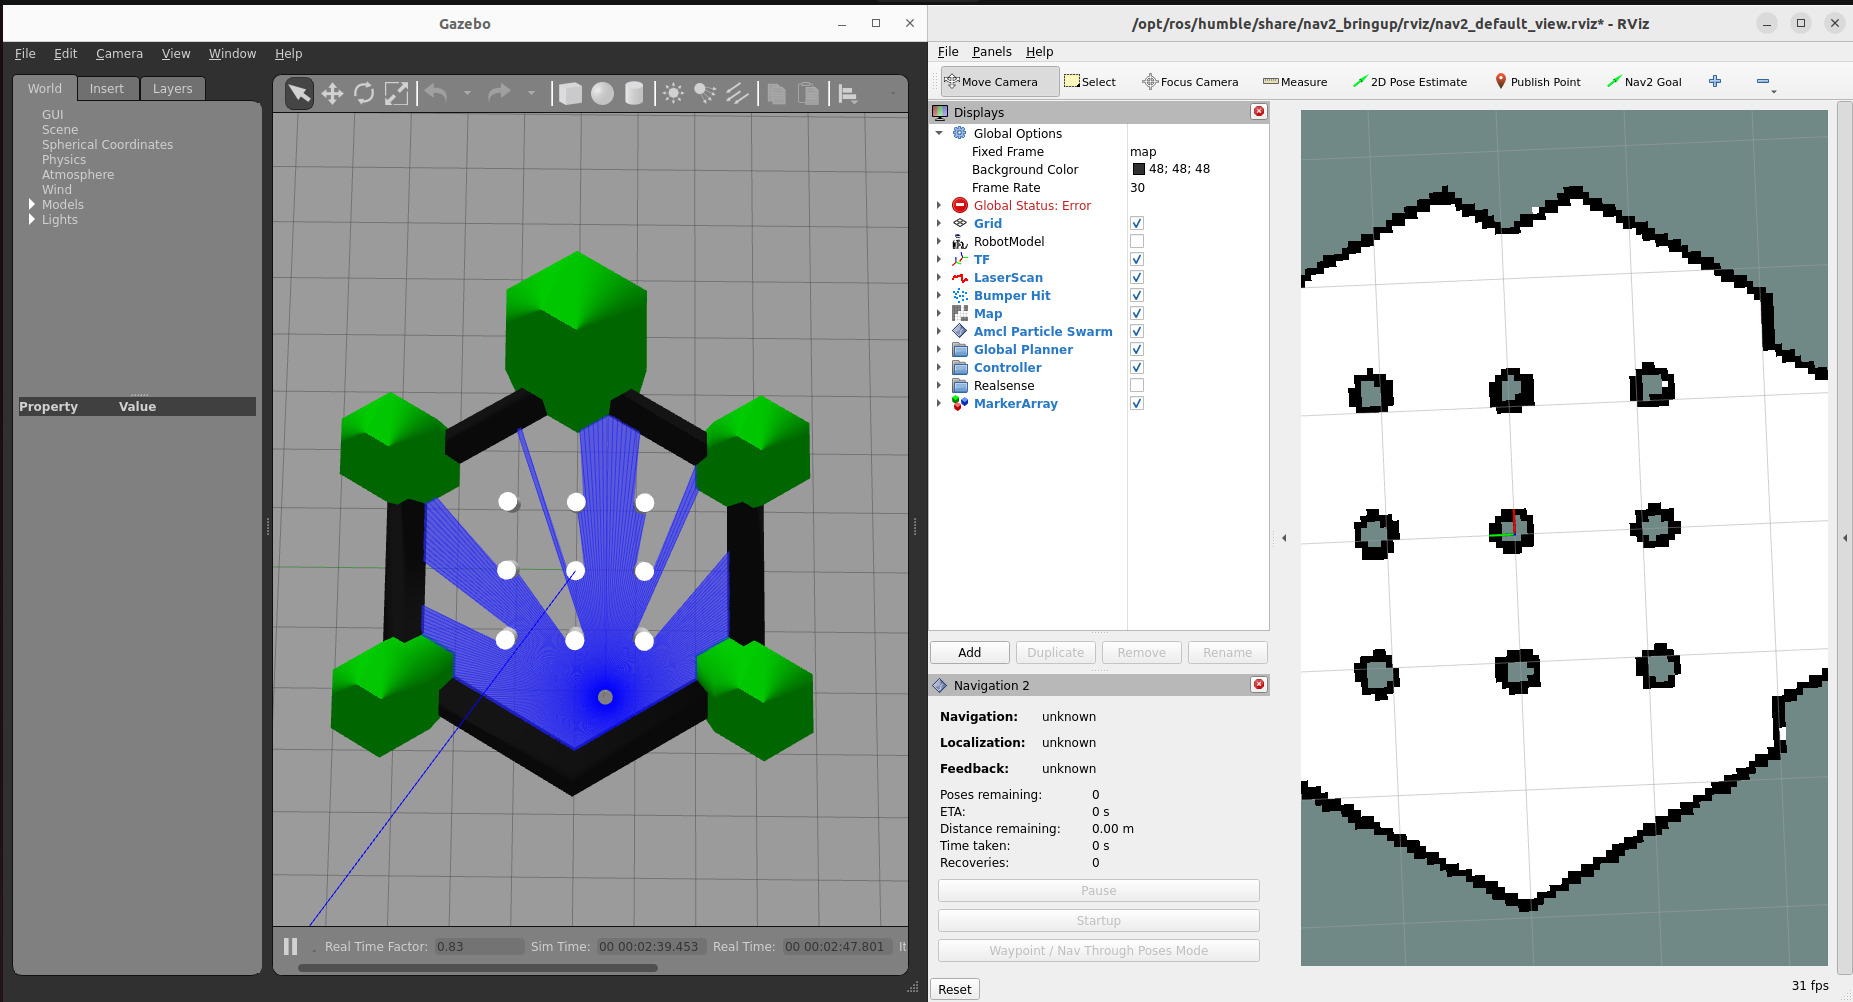 Gazebo
File Edit Camera View Window Help
World Insert Layers
GUI
Scene
Spherical Coordinates
Physics
Atmosphere
Wind
Models
Lights
Property Value
Real Time Factor: 0.83 Sim Time: 00 00:02:39.453 Real Time: 00 00:02:47.801 It
/opt/ros/humble/share/nav2_bringup/rviz/nav2_default_view.rviz* - RViz
File Panels Help
Move Camera Select Focus Camera Measure 2D Pose Estimate Publish Point Nav2 Goal
Displays
Global Options
Fixed Frame map
Background Color 48; 48; 48
Frame Rate 30
Global Status: Error
Grid
RobotModel
TF
LaserScan
Bumper Hit
Map
Amcl Particle Swarm
Global Planner
Controller
Realsense
MarkerArray
Add Duplicate Remove Rename
Navigation 2
Navigation: unknown
Localization: unknown
Feedback: unknown
Poses remaining: 0
ETA: 0 s
Distance remaining: 0.00 m
Time taken: 0 s
Recoveries: 0
Pause
Startup
Waypoint / Nav Through Poses Mode
Reset
31 fps